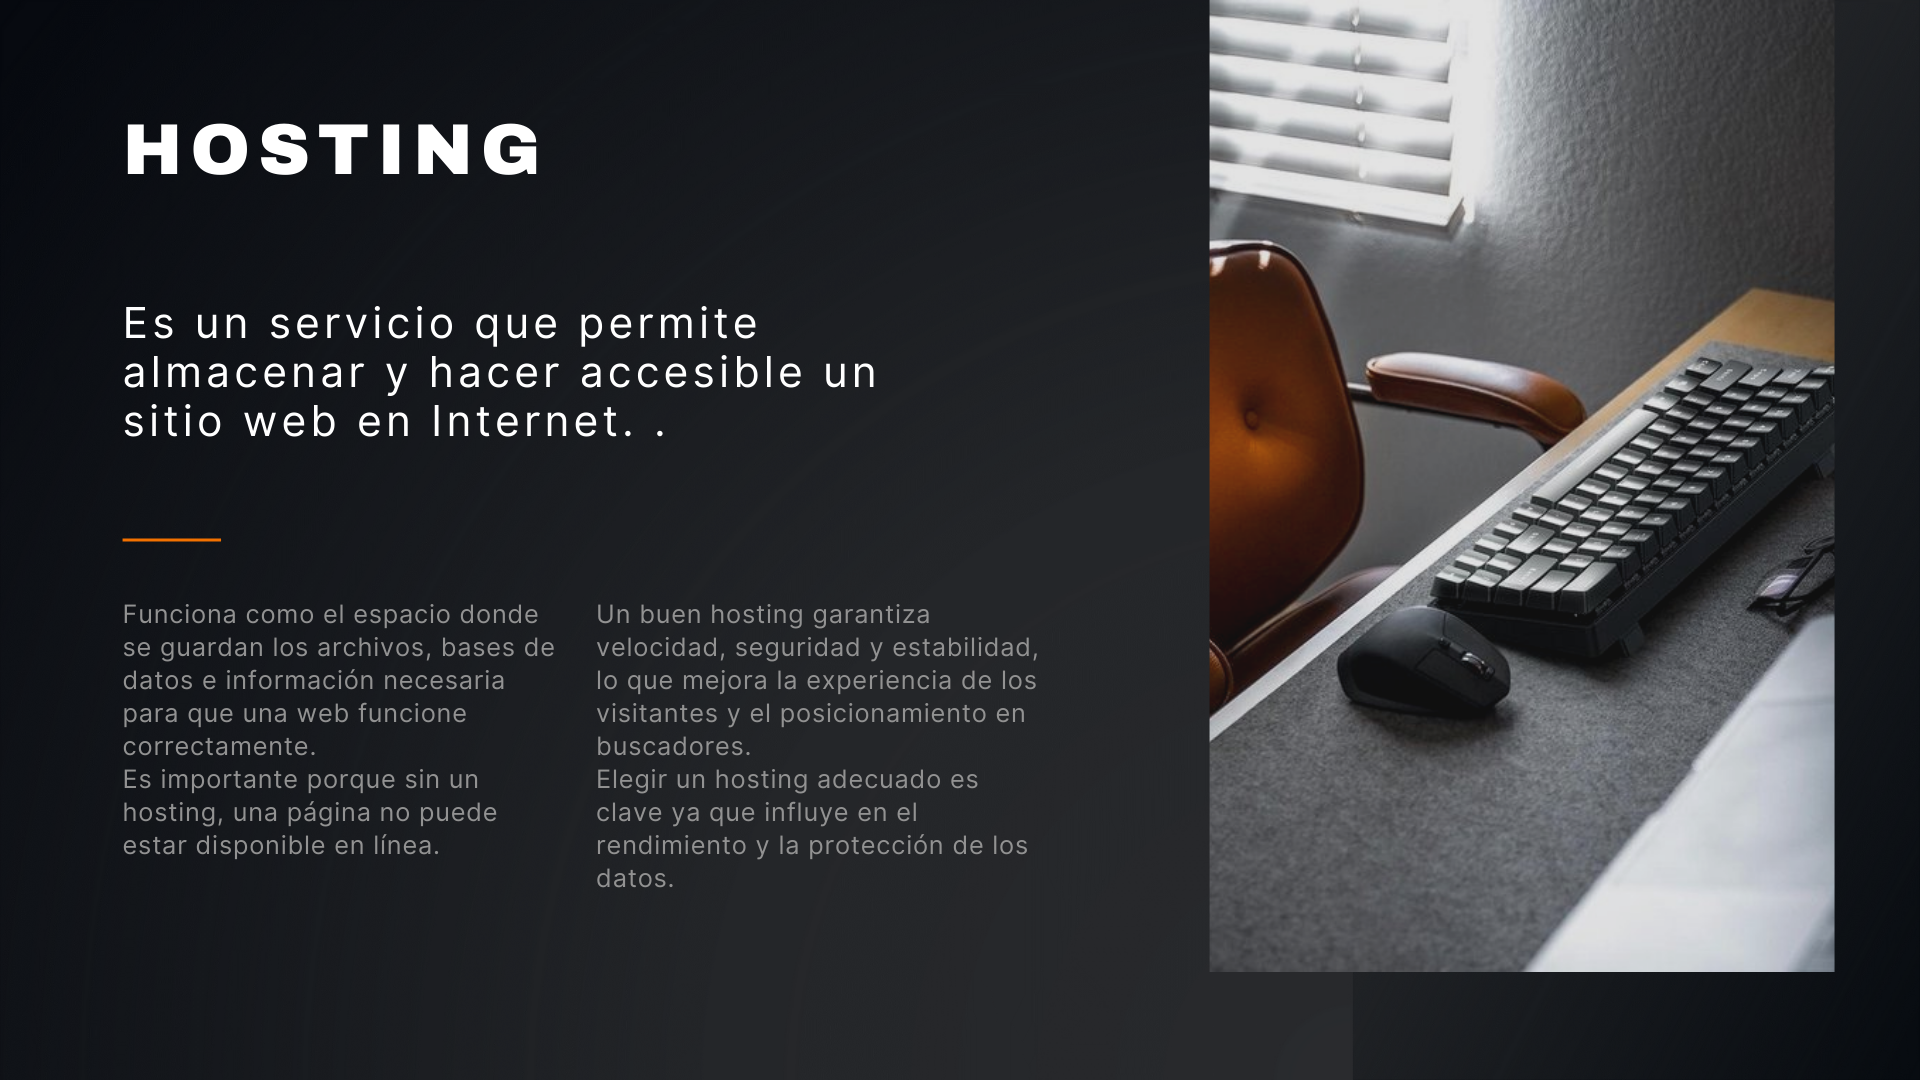 HOSTING
Es un servicio que permite
almacenar y hacer accesible un
sitio web en Internet. .
Funciona como el espacio donde
se guardan los archivos, bases de
datos e información necesaria
para que una web funcione
correctamente.
Es importante porque sin un
hosting, una página no puede
estar disponible en línea.
Un buen hosting garantiza
velocidad, seguridad y estabilidad,
lo que mejora la experiencia de los
visitantes y el posicionamiento en
buscadores.
Elegir un hosting adecuado es
clave ya que influye en el
rendimiento y la protección de los
datos.